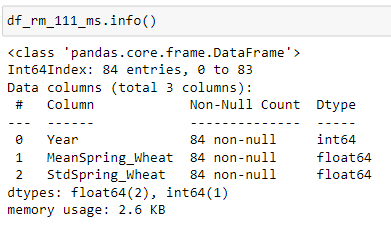 df_rm_111_ms.info()
<class 'pandas.core.frame.DataFrame'>
Int64Index: 84 entries, 0 to 83
Data columns (total 3 columns):
 #   Column           Non-Null Count  Dtype
---  ------           --------------  -----
 0   Year             84 non-null     int64
 1   MeanSpring_Wheat  84 non-null     float64
 2   StdSpring_Wheat  84 non-null     float64
dtypes: float64(2), int64(1)
memory usage: 2.6 KB